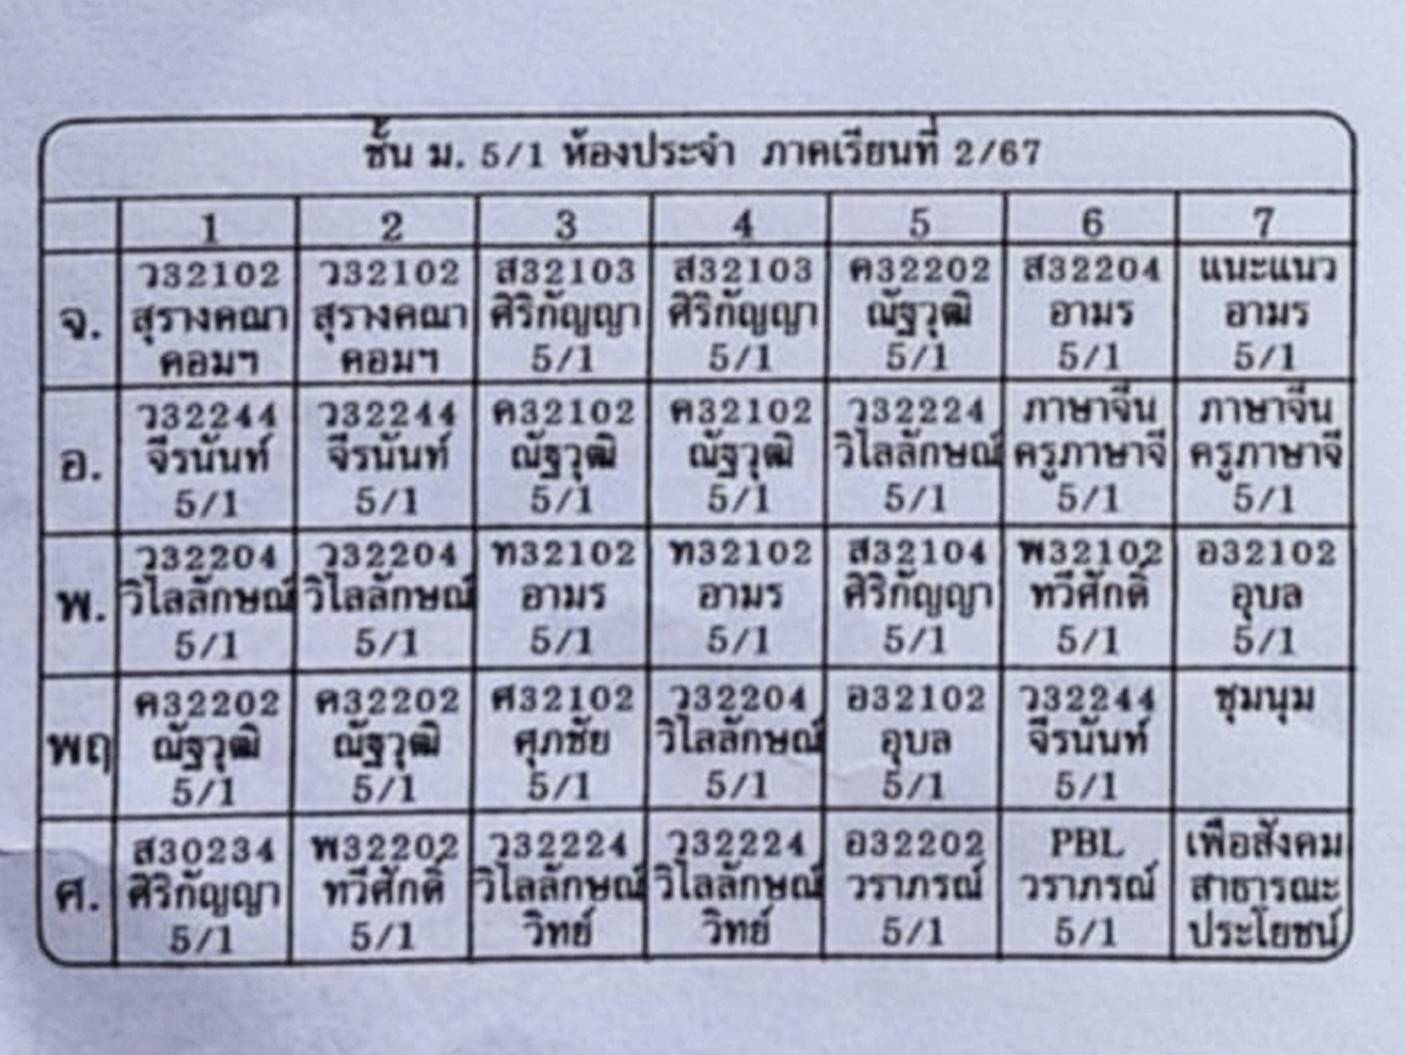 ชั้น ม. 5/1 ห้องประจำ ภาคเรียนที่ 2/67
1 2 3 4 5 6 7
จ. ว32102 ว32102 ส32103 ส32103 ค32202 ส32204 แนะแนว
สุรางคณา สุรางคณา ศิริกัญญา ศิริกัญญา ณัฐวุฒิ อามร อามร
คอมฯ คอมฯ 5/1 5/1 5/1 5/1 5/1
อ. ว32244 ว32244 ค32102 ค32102 ว32224 ภาษาจีน ภาษาจีน
จีรนันท์ จีรนันท์ ณัฐวุฒิ ณัฐวุฒิ วิไลลักษณ์ ครูภาษาจี ครูภาษาจี
5/1 5/1 5/1 5/1 5/1 5/1 5/1
พ. ว32204 ว32204 ท32102 ท32102 ส32104 พ32102 อ32102
วิไลลักษณ์ วิไลลักษณ์ อามร อามร ศิริกัญญา ทวีศักดิ์ อุบล
5/1 5/1 5/1 5/1 5/1 5/1 5/1
พฤ ค32202 ค32202 ศ32102 ว32204 อ32102 ว32244 ชุมนุม
ณัฐวุฒิ ณัฐวุฒิ ศุภชัย วิไลลักษณ์ อุบล จีรนันท์
5/1 5/1 5/1 5/1 5/1 5/1
ศ. ส30234 พ32202 ว32224 ว32224 อ32202 PBL เพื่อสังคม
ศิริกัญญา ทวีศักดิ์ วิไลลักษณ์ วิไลลักษณ์ วราภรณ์ วราภรณ์ สาธารณะ
5/1 5/1 วิทย์ วิทย์ 5/1 5/1 ประโยชน์